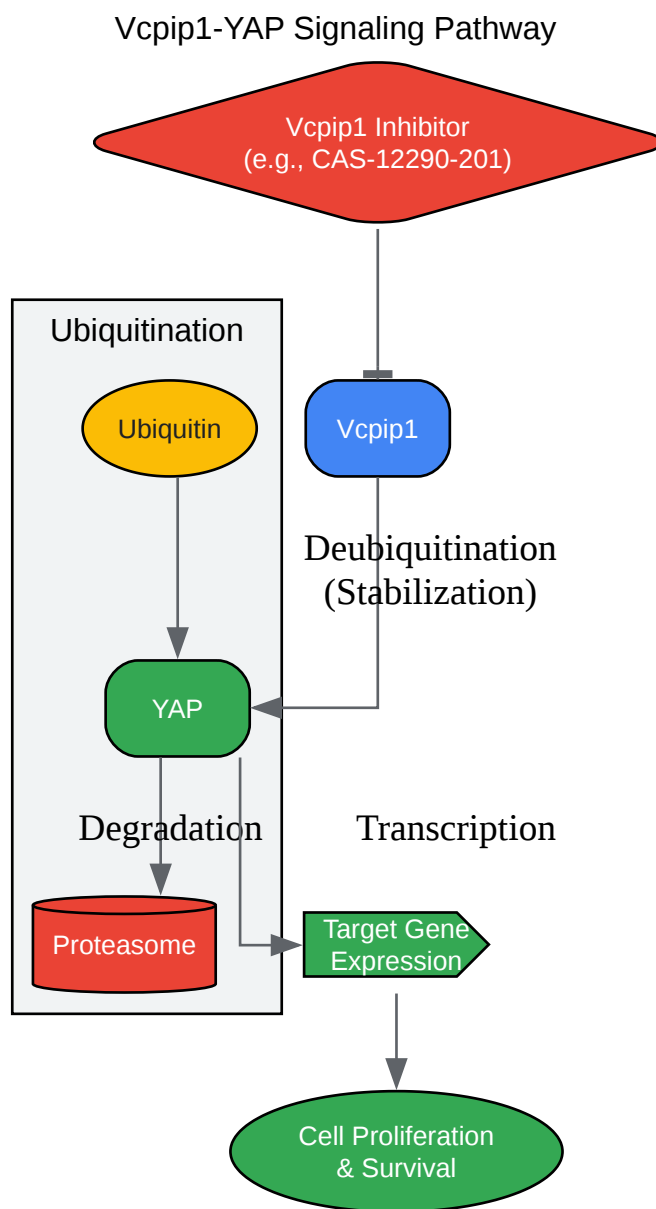 Vcpip1-YAP Signaling Pathway
Vcpip1 Inhibitor
(e.g., CAS-12290-201)
Ubiquitination
Ubiquitin
Vcpip1
Deubiquitination
(Stabilization)
YAP
Degradation
Transcription
Proteasome
Target Gene
Expression
Cell Proliferation
& Survival